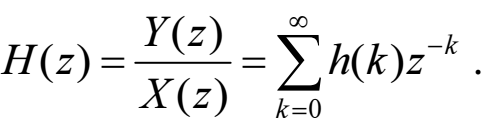 H(z) = Y(z)/X(z) = ∑_{k=0}^{∞} h(k)z^{-k} .